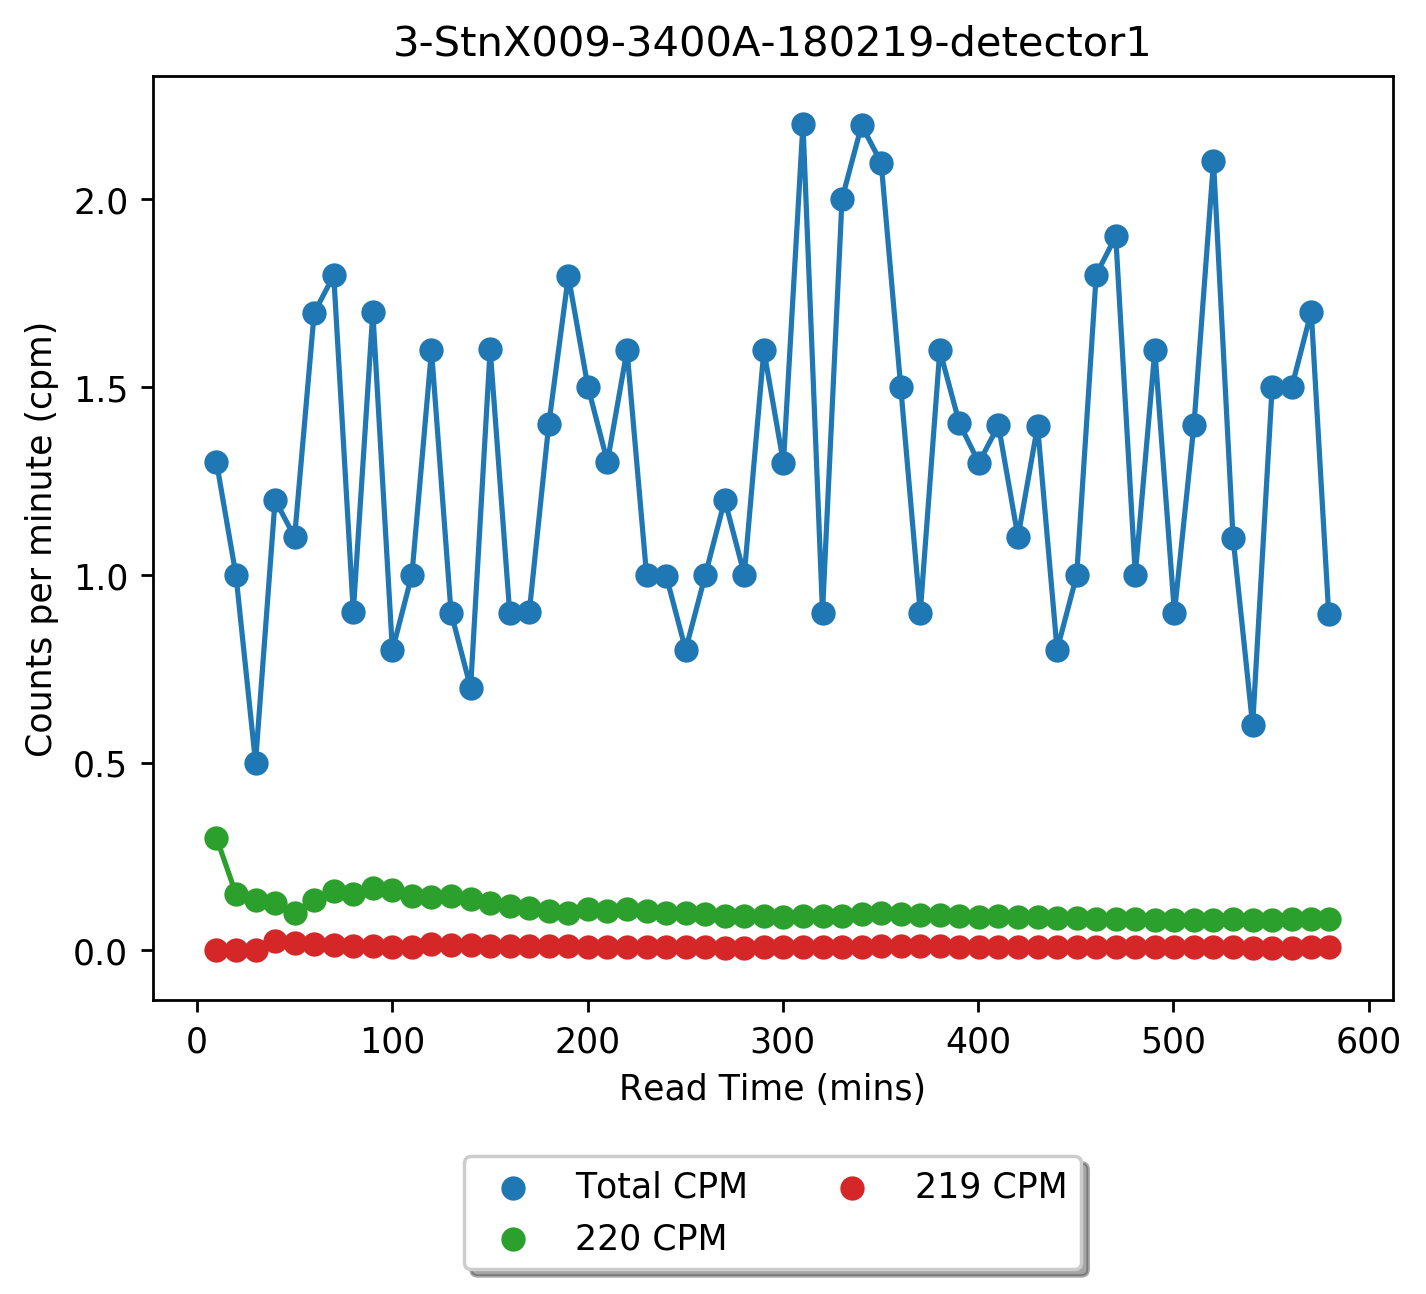 3-StnX009-3400A-180219-detector1
Counts per minute (cpm)
2.0
1.5
1.0
0.5
0.0
0 100 200 300 400 500 600
Read Time (mins)
Total CPM 219 CPM
220 CPM